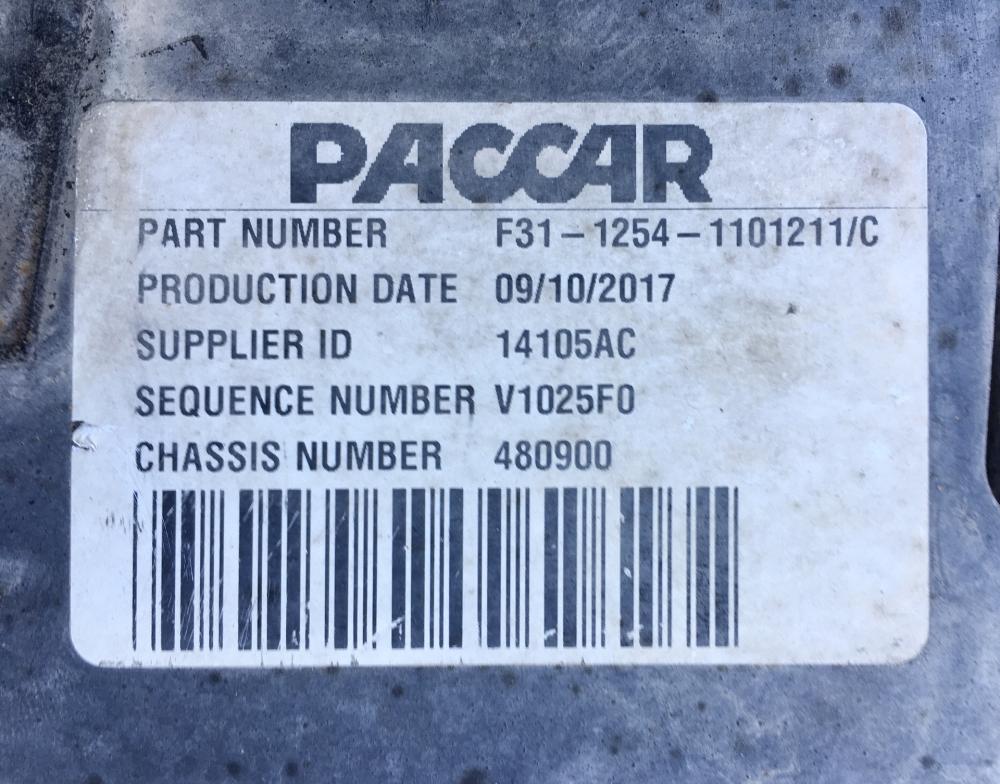 PACCAR
PART NUMBER F31-1254-1101211/C
PRODUCTION DATE 09/10/2017
SUPPLIER ID 14105AC
SEQUENCE NUMBER V1025F0
CHASSIS NUMBER 480900